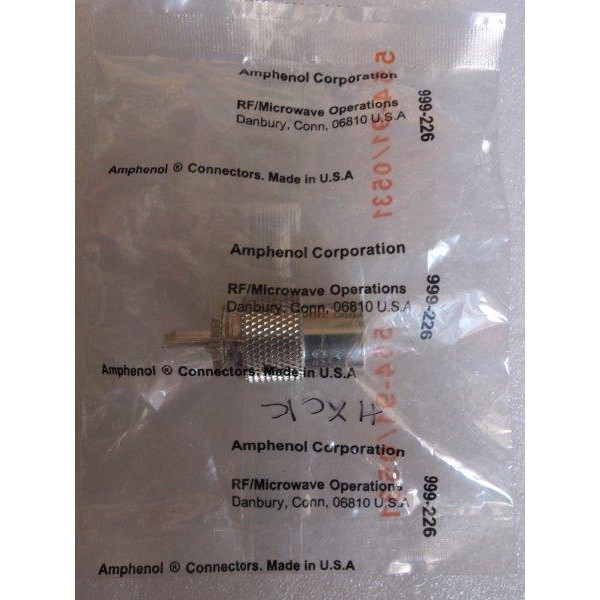 Amphenol Corporation
RF/Microwave Operations
Danbury, Conn, 06810 U.S.A
999-226
Amphenol ® Connectors. Made in U.S.A
Amphenol Corporation
RF/Microwave Operations
Danbury, Conn, 06810 U.S.A
999-226
Amphenol ® Connectors. Made in U.S.A
HXCK
Amphenol Corporation
RF/Microwave Operations
Danbury, Conn, 06810 U.S.A
999-226
Amphenol ® Connectors. Made in U.S.A